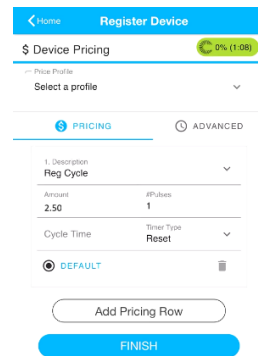 Home Register Device
$ Device Pricing 0% (1:08)
Price Profile
Select a profile
PRICING ADVANCED
1. Description
Reg Cycle
Amount #Pulses
2.50 1
Cycle Time Timer Type
Reset
DEFAULT
Add Pricing Row
FINISH